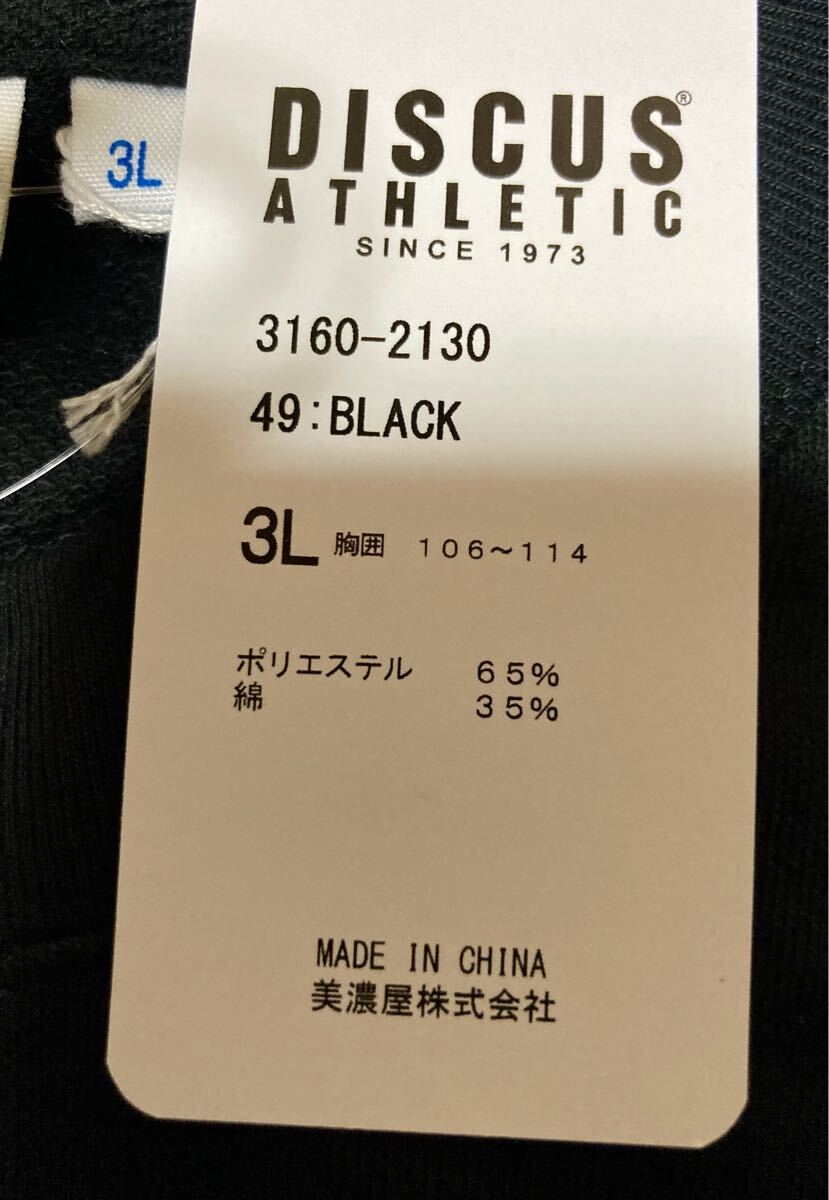 3L
DISCUS®
ATHLETIC
SINCE 1973
3160-2130
49:BLACK
3L 胸囲 106～114
ポリエステル 65%
綿 35%
MADE IN CHINA
美濃屋株式会社